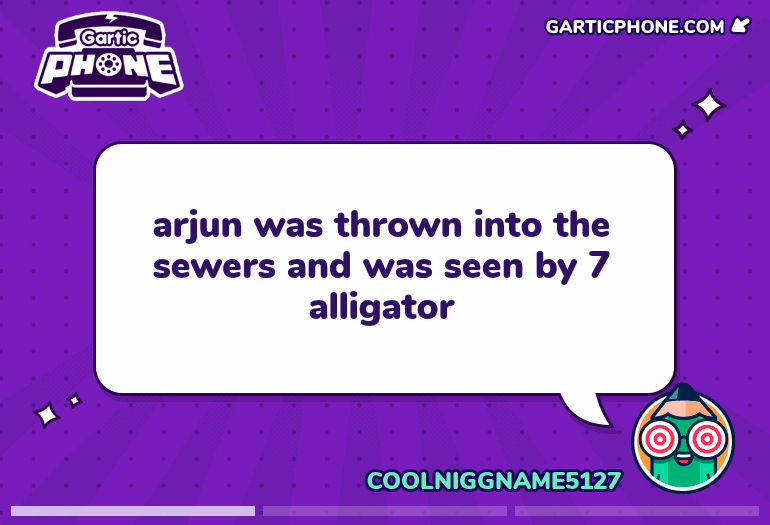 Gartic
PHONE
GARTICPHONE.COM
arjun was thrown into the
sewers and was seen by 7
alligator
COOLNIGGNAME5127